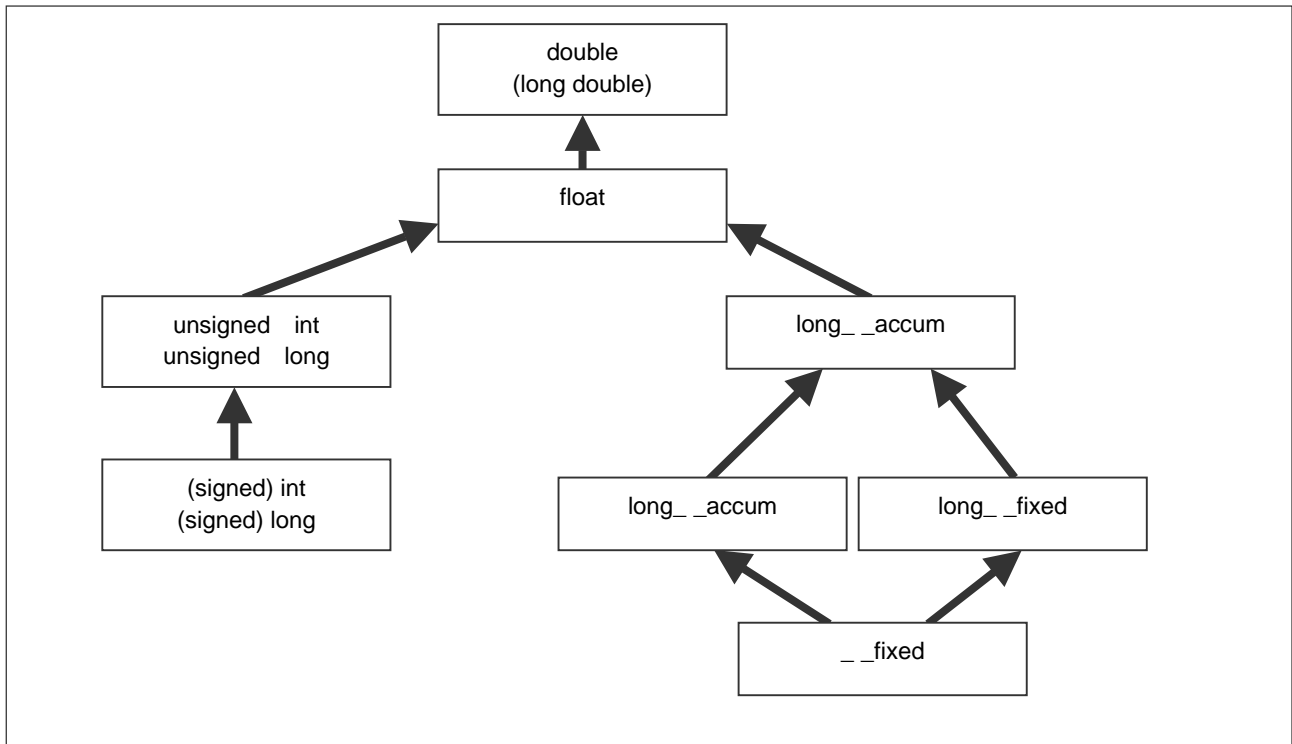 double
(long double)
float
unsigned int
unsigned long
long_ _accum
(signed) int
(signed) long
long_ _accum
long_ _fixed
_ _fixed